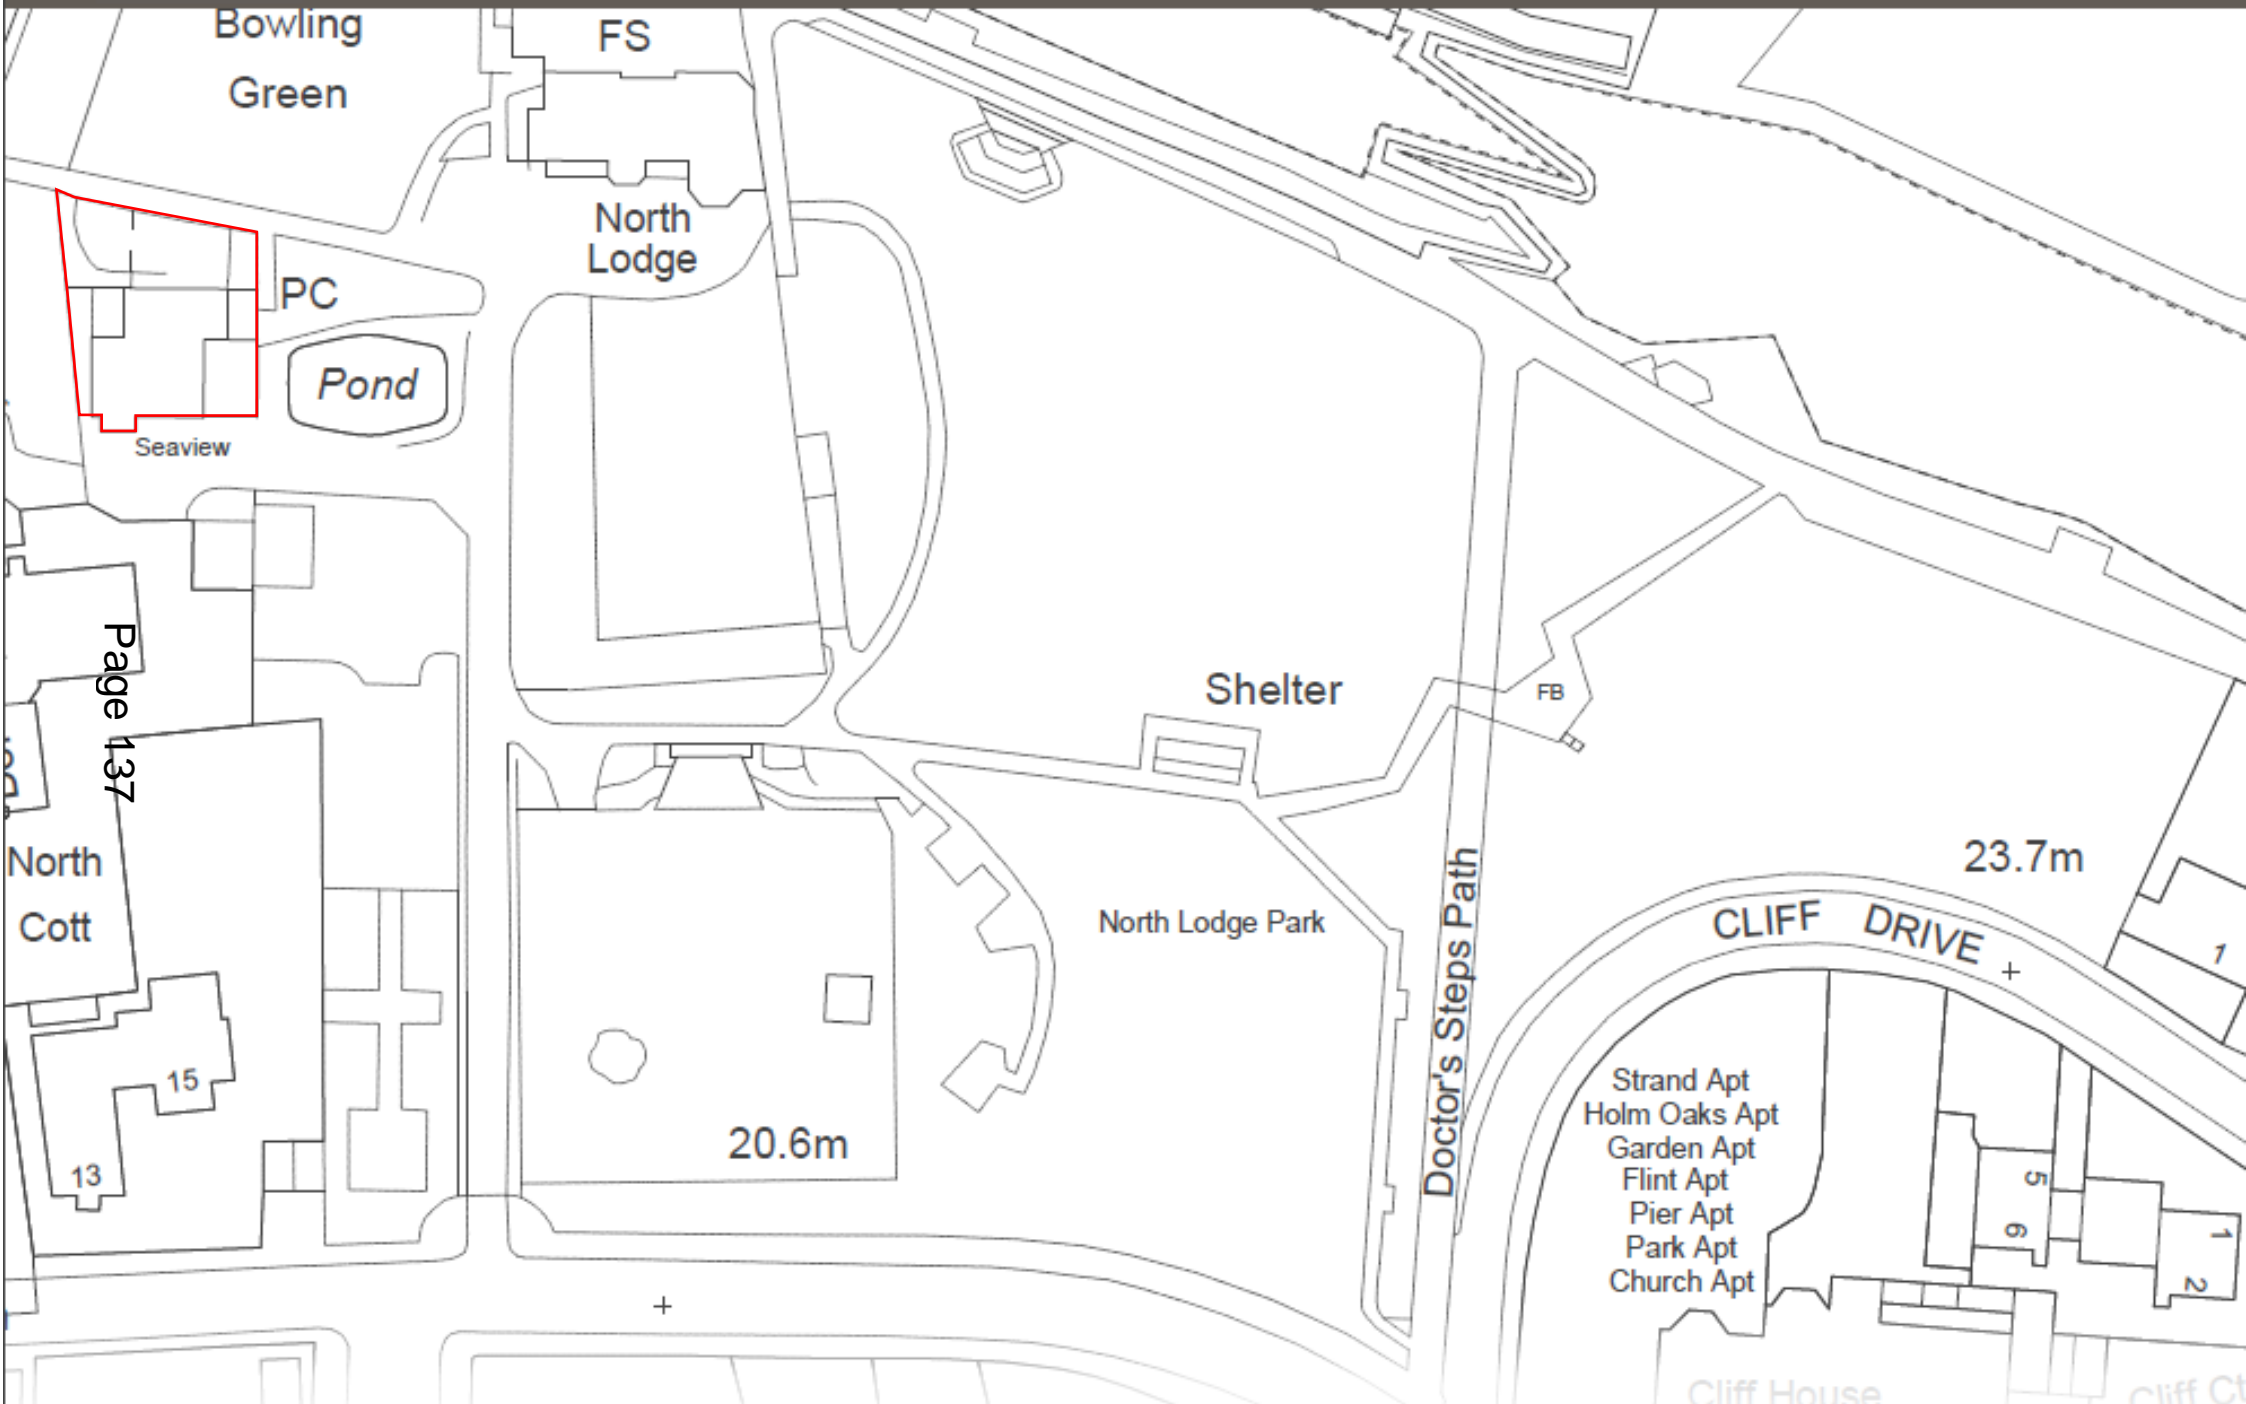 Bowling
Green
FS
North
Lodge
PC
Pond
Seaview
Page 137
North
Cott
15
13
20.6m
Shelter
North Lodge Park
FB
Doctor's Steps Path
23.7m
CLIFF DRIVE
1
Strand Apt
Holm Oaks Apt
Garden Apt
Flint Apt
Pier Apt
Park Apt
Church Apt
5
6
1
2
Cliff House